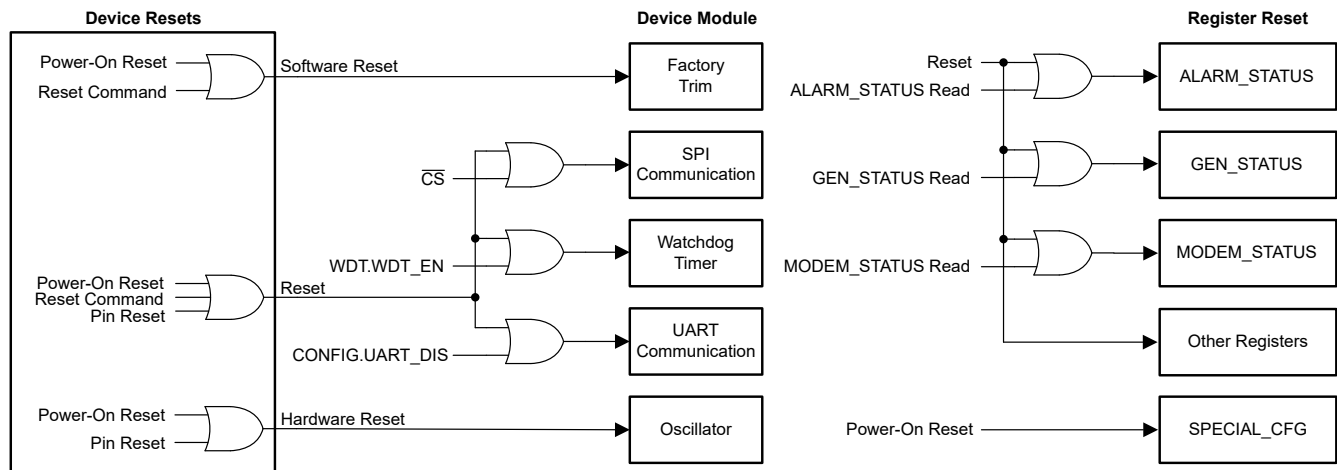 Device Resets
Device Module
Register Reset
Power-On Reset
Reset Command
Software Reset
Factory
Trim
Reset
ALARM_STATUS Read
ALARM_STATUS
CS
SPI
Communication
GEN_STATUS Read
GEN_STATUS
WDT.WDT_EN
Watchdog
Timer
MODEM_STATUS Read
MODEM_STATUS
Power-On Reset
Reset Command
Pin Reset
Reset
CONFIG.UART_DIS
UART
Communication
Other Registers
Power-On Reset
Pin Reset
Hardware Reset
Oscillator
Power-On Reset
SPECIAL_CFG